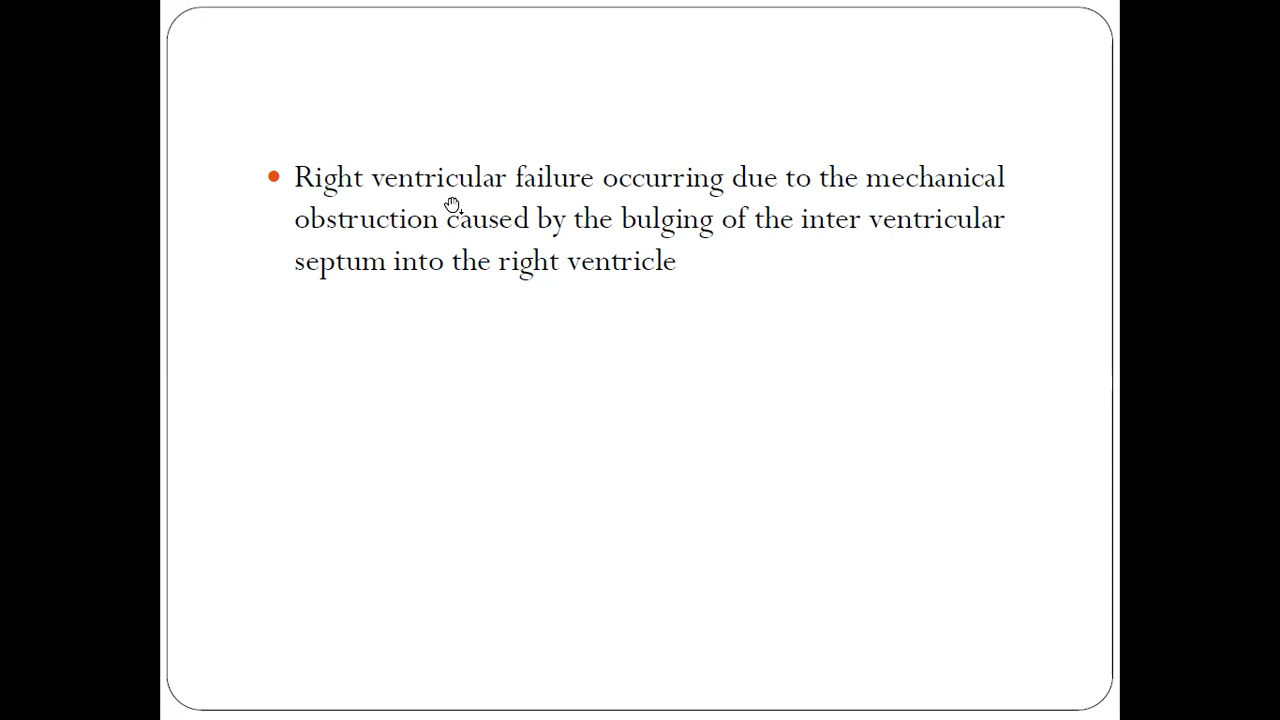 • Right ventricular failure occurring due to the mechanical
obstruction caused by the bulging of the inter ventricular
septum into the right ventricle